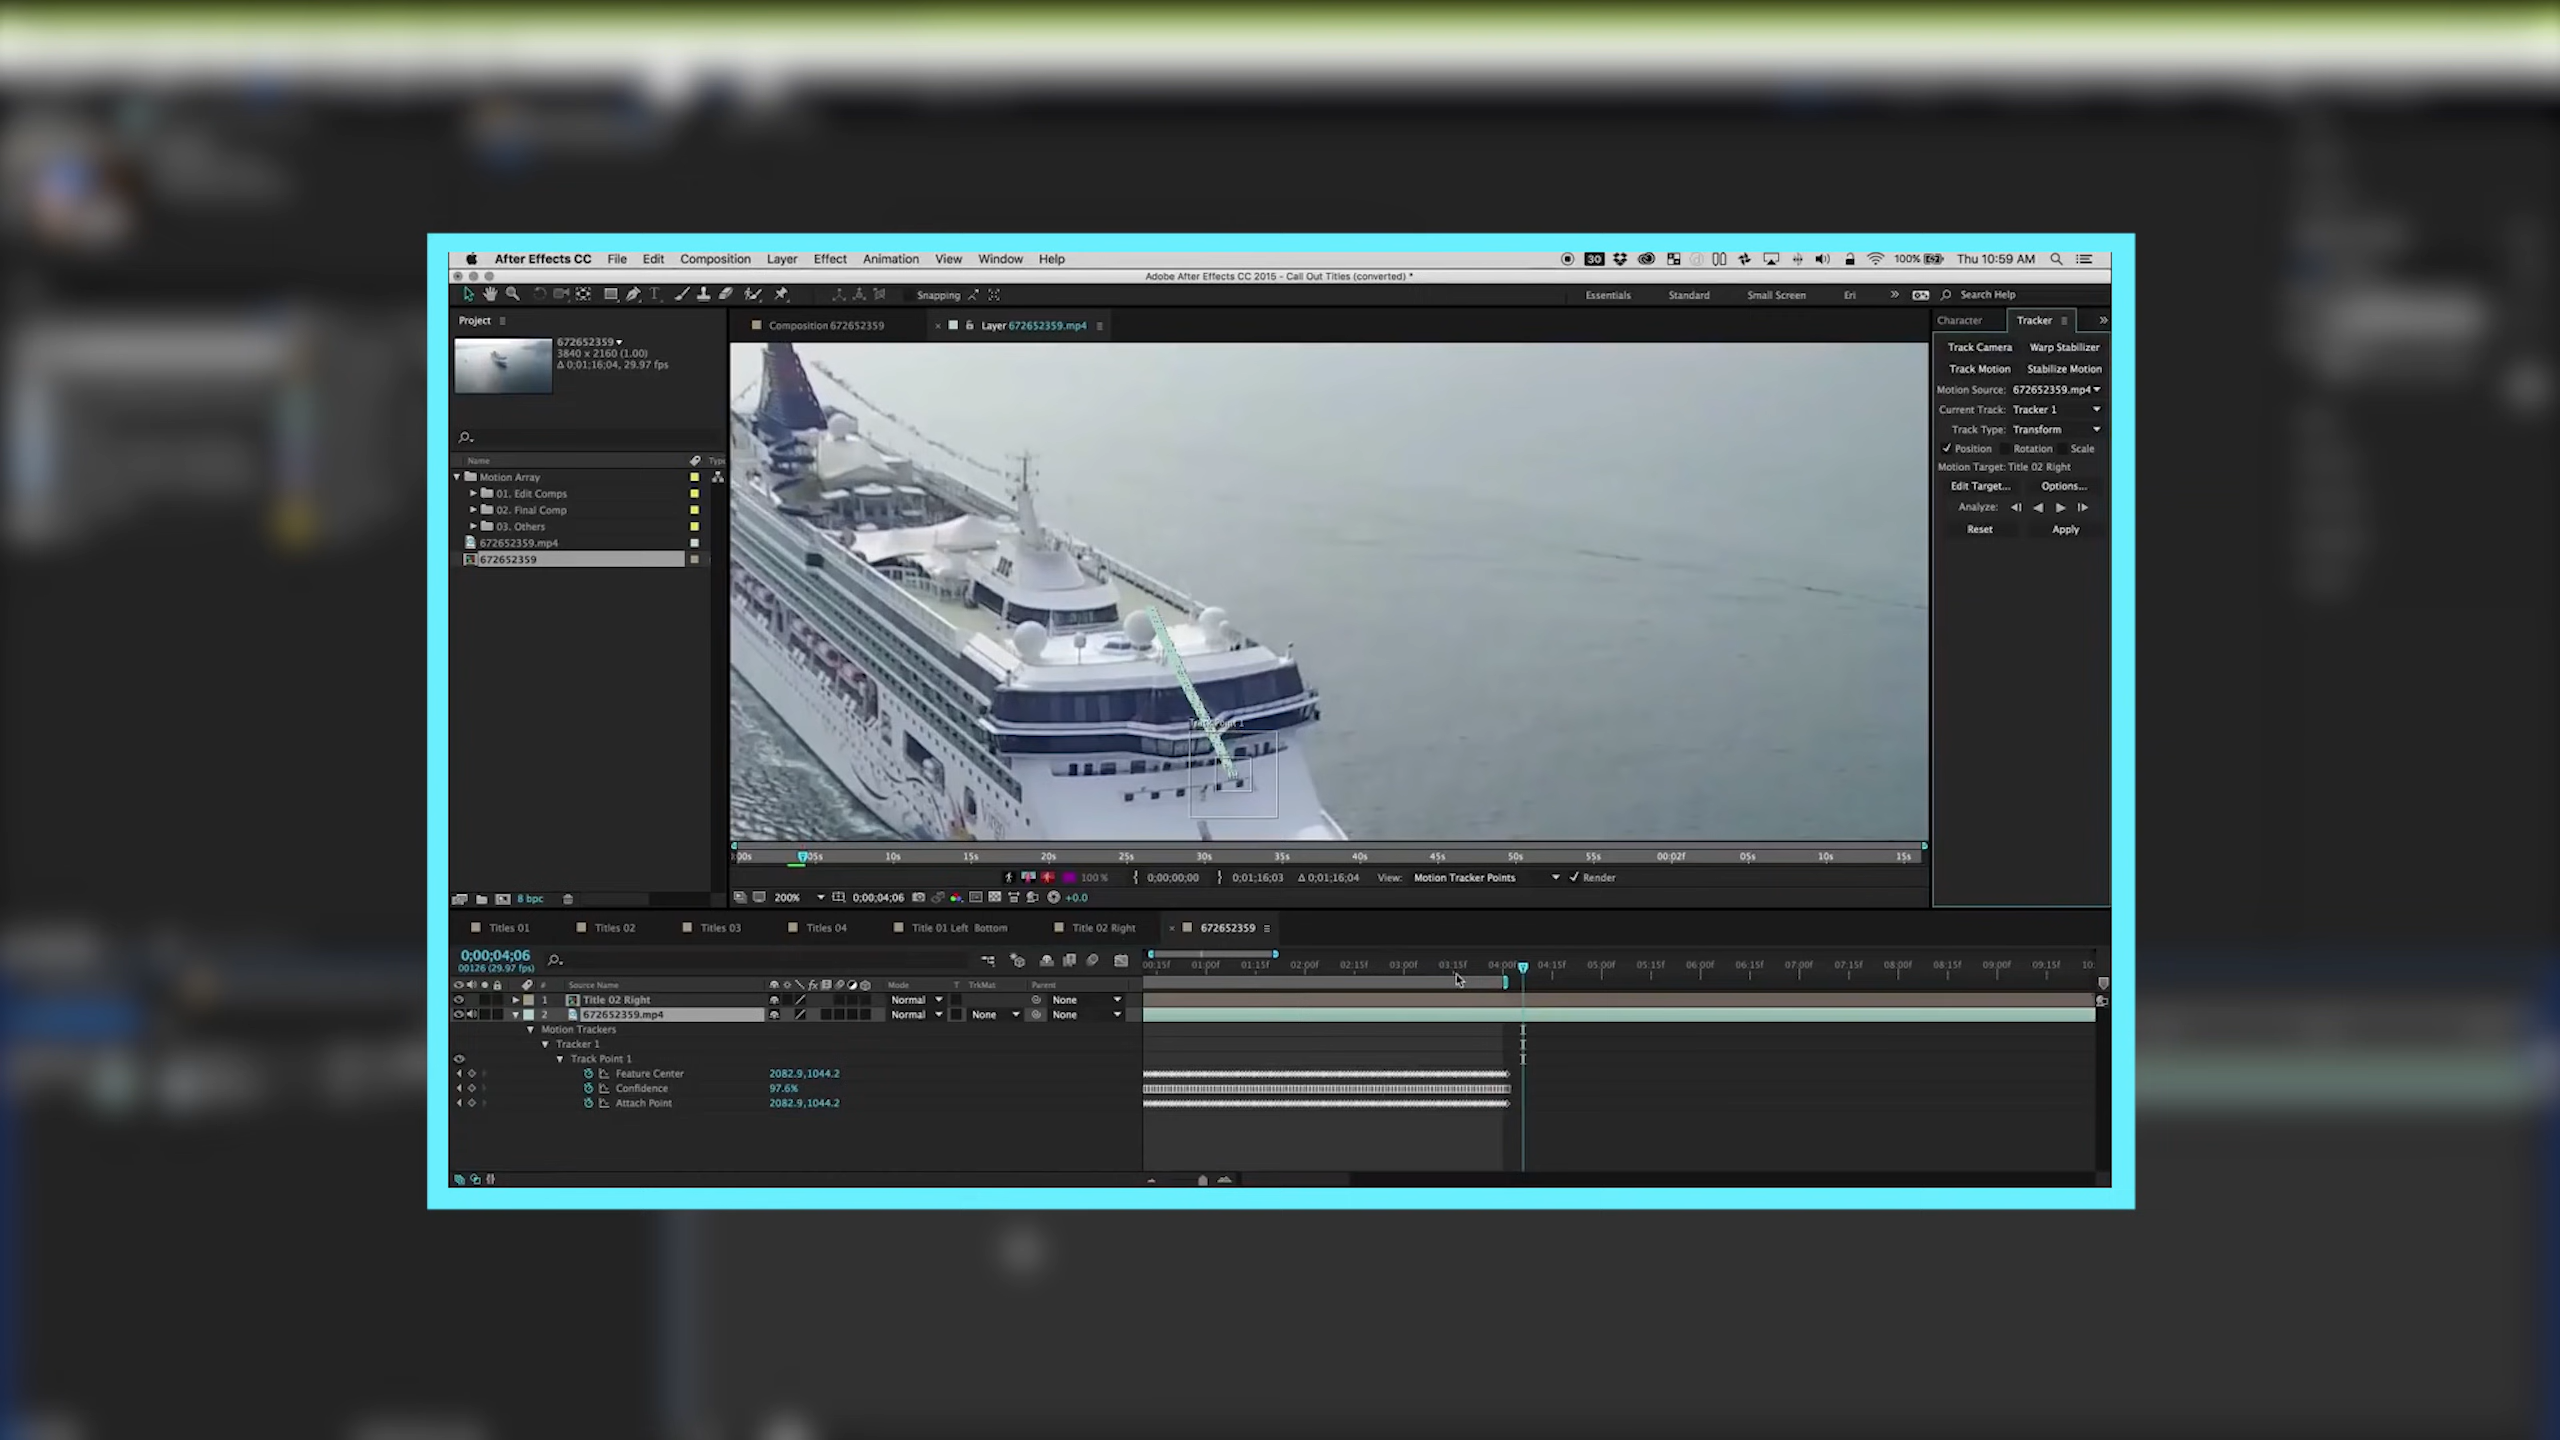 After Effects CC File Edit Composition Layer Effect Animation View Window Help 30 100% Thu 10:59 AM
Adobe After Effects CC 2015 - Call Out Titles (converted) *
Snapping Essentials Standard Small Screen Eri Search Help
Project
672652359
3840 x 2160 (1.00)
Δ 0;01;16;04, 29.97 fps
Name Type
Motion Array
01. Edit Comps
02. Final Comp
03. Others
672652359.mp4
672652359
8 bpc
Composition 672652359 Layer 672652359.mp4
Track Point 1
:00s 05s 10s 15s 20s 25s 30s 35s 40s 45s 50s 55s 00:02f 05s 10s 15s
100% 0;00;00;00 0;01;16;03 Δ 0;01;16;04 View: Motion Tracker Points Render
200% 0;00;04;06 +0.0
Character Tracker
Track Camera Warp Stabilizer
Track Motion Stabilize Motion
Motion Source: 672652359.mp4
Current Track: Tracker 1
Track Type: Transform
Position Rotation Scale
Motion Target: Title 02 Right
Edit Target... Options...
Analyze:
Reset Apply
Titles 01 Titles 02 Titles 03 Titles 04 Title 01 Left Bottom Title 02 Right 672652359
0;00;04;06
00126 (29.97 fps)
00:15f 01:00f 01:15f 02:00f 02:15f 03:00f 03:15f 04:00f 04:15f 05:00f 05:15f 06:00f 06:15f 07:00f 07:15f 08:00f 08:15f 09:00f 09:15f 10:
# Source Name Mode T TrkMat Parent
1 Title 02 Right Normal None
2 672652359.mp4 Normal None None
Motion Trackers
Tracker 1
Track Point 1
Feature Center 2082.9,1044.2
Confidence 97.6%
Attach Point 2082.9,1044.2